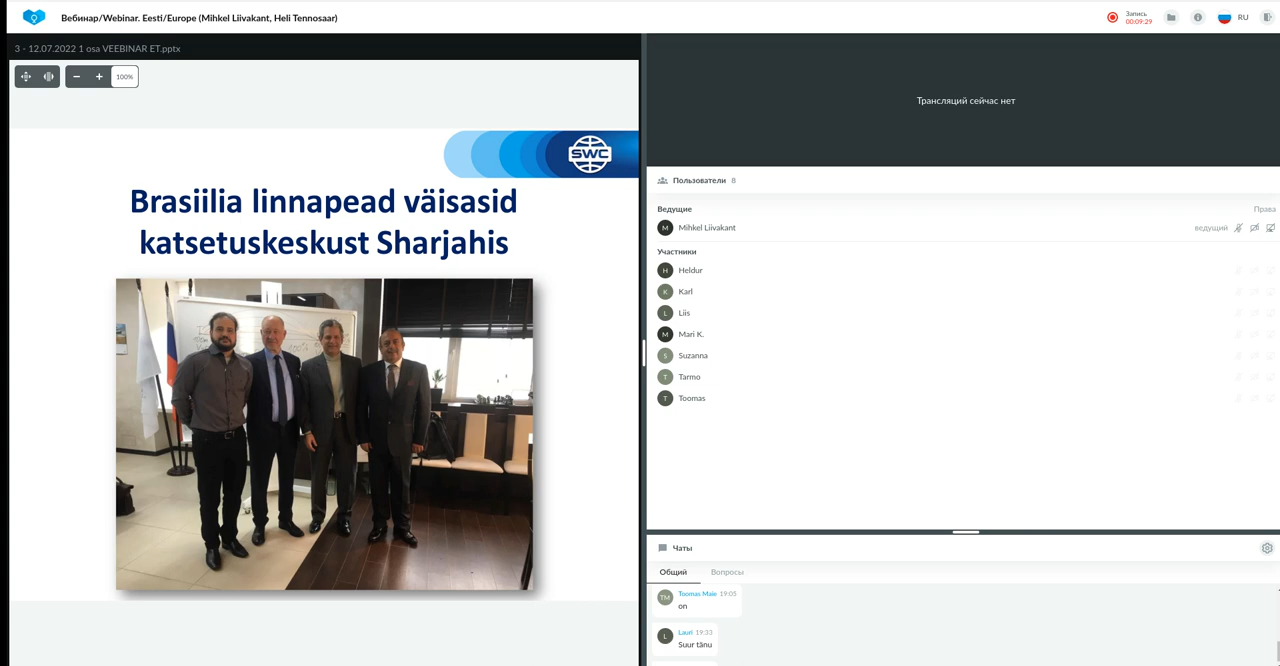 Вебинар/Webinar. Eesti/Europe (Mihkel Liivakant, Heli Tennosaar)
Запись
00:09:29
RU
3 - 12.07.2022 1 osa VEEBINAR ET.pptx
100%
SWC
Brasiilia linnapead väisasid
katsetuskeskust Sharjahis
Трансляций сейчас нет
Пользователи 8
Ведущие Права
M Mihkel Liivakant ведущий
Участники
H Heldur
K Karl
L Liis
M Mari K.
S Suzanna
T Tarmo
T Toomas
Чаты
Общий Вопросы
TM Toomas Maie 19:05
on
L Lauri 19:33
Suur tänu